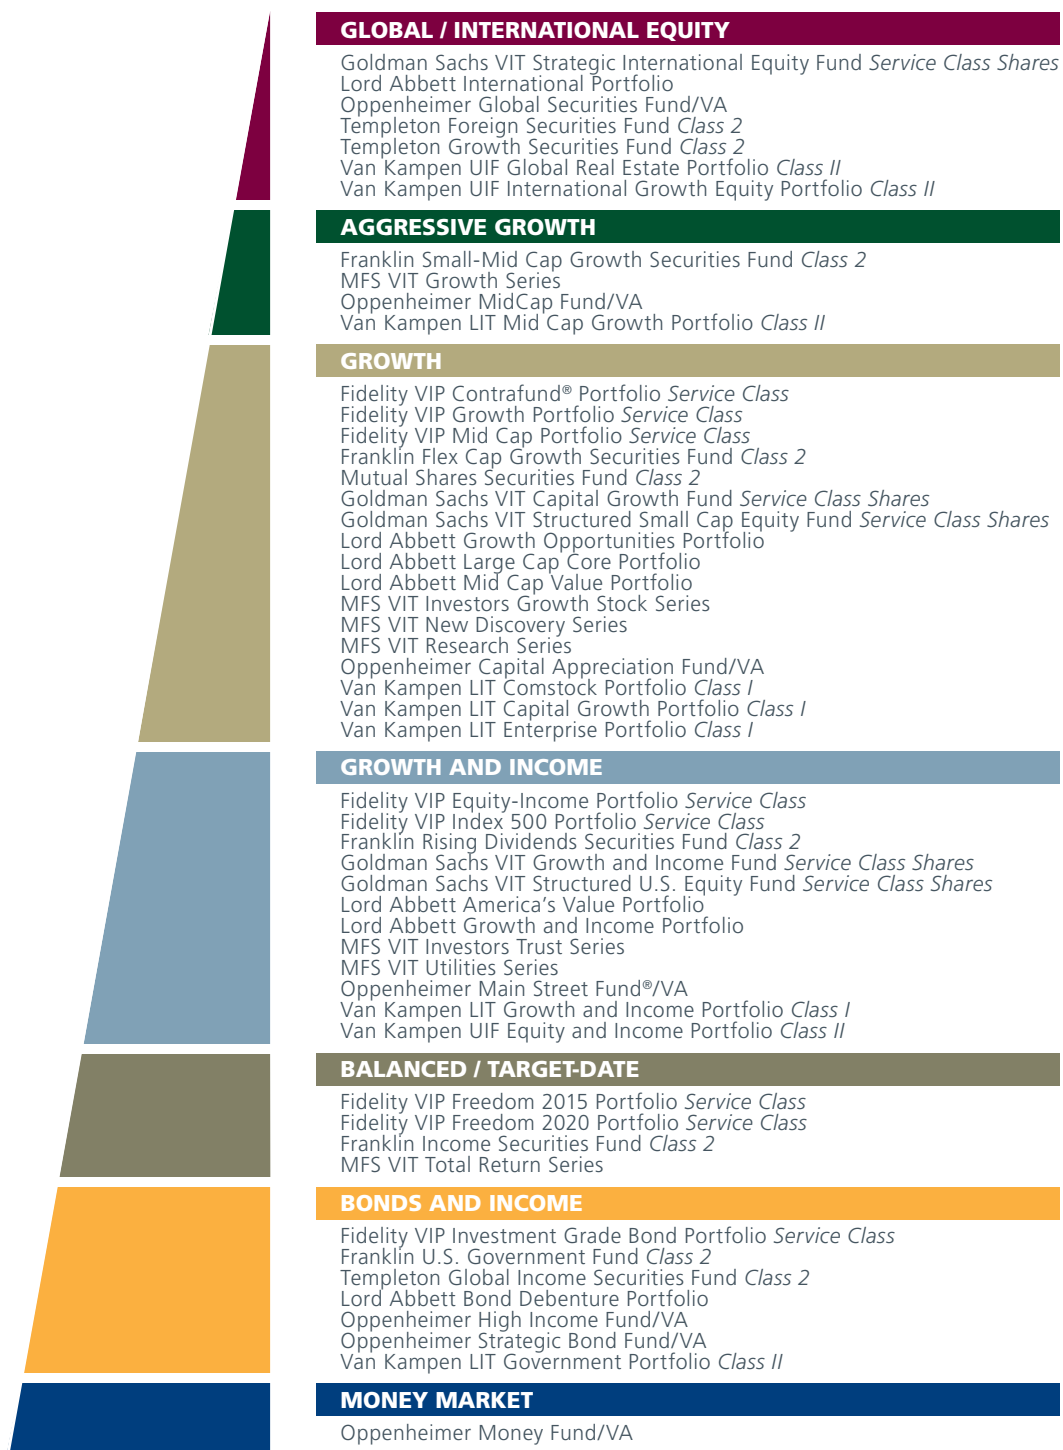 GLOBAL / INTERNATIONAL EQUITY
Goldman Sachs VIT Strategic International Equity Fund Service Class Shares
Lord Abbett International Portfolio
Oppenheimer Global Securities Fund/VA
Templeton Foreign Securities Fund Class 2
Templeton Growth Securities Fund Class 2
Van Kampen UIF Global Real Estate Portfolio Class II
Van Kampen UIF International Growth Equity Portfolio Class II
AGGRESSIVE GROWTH
Franklin Small-Mid Cap Growth Securities Fund Class 2
MFS VIT Growth Series
Oppenheimer MidCap Fund/VA
Van Kampen LIT Mid Cap Growth Portfolio Class II
GROWTH
Fidelity VIP Contrafund® Portfolio Service Class
Fidelity VIP Growth Portfolio Service Class
Fidelity VIP Mid Cap Portfolio Service Class
Franklin Flex Cap Growth Securities Fund Class 2
Mutual Shares Securities Fund Class 2
Goldman Sachs VIT Capital Growth Fund Service Class Shares
Goldman Sachs VIT Structured Small Cap Equity Fund Service Class Shares
Lord Abbett Growth Opportunities Portfolio
Lord Abbett Large Cap Core Portfolio
Lord Abbett Mid Cap Value Portfolio
MFS VIT Investors Growth Stock Series
MFS VIT New Discovery Series
MFS VIT Research Series
Oppenheimer Capital Appreciation Fund/VA
Van Kampen LIT Comstock Portfolio Class I
Van Kampen LIT Capital Growth Portfolio Class I
Van Kampen LIT Enterprise Portfolio Class I
GROWTH AND INCOME
Fidelity VIP Equity-Income Portfolio Service Class
Fidelity VIP Index 500 Portfolio Service Class
Franklin Rising Dividends Securities Fund Class 2
Goldman Sachs VIT Growth and Income Fund Service Class Shares
Goldman Sachs VIT Structured U.S. Equity Fund Service Class Shares
Lord Abbett America’s Value Portfolio
Lord Abbett Growth and Income Portfolio
MFS VIT Investors Trust Series
MFS VIT Utilities Series
Oppenheimer Main Street Fund®/VA
Van Kampen LIT Growth and Income Portfolio Class I
Van Kampen UIF Equity and Income Portfolio Class II
BALANCED / TARGET-DATE
Fidelity VIP Freedom 2015 Portfolio Service Class
Fidelity VIP Freedom 2020 Portfolio Service Class
Franklin Income Securities Fund Class 2
MFS VIT Total Return Series
BONDS AND INCOME
Fidelity VIP Investment Grade Bond Portfolio Service Class
Franklin U.S. Government Fund Class 2
Templeton Global Income Securities Fund Class 2
Lord Abbett Bond Debenture Portfolio
Oppenheimer High Income Fund/VA
Oppenheimer Strategic Bond Fund/VA
Van Kampen LIT Government Portfolio Class II
MONEY MARKET
Oppenheimer Money Fund/VA